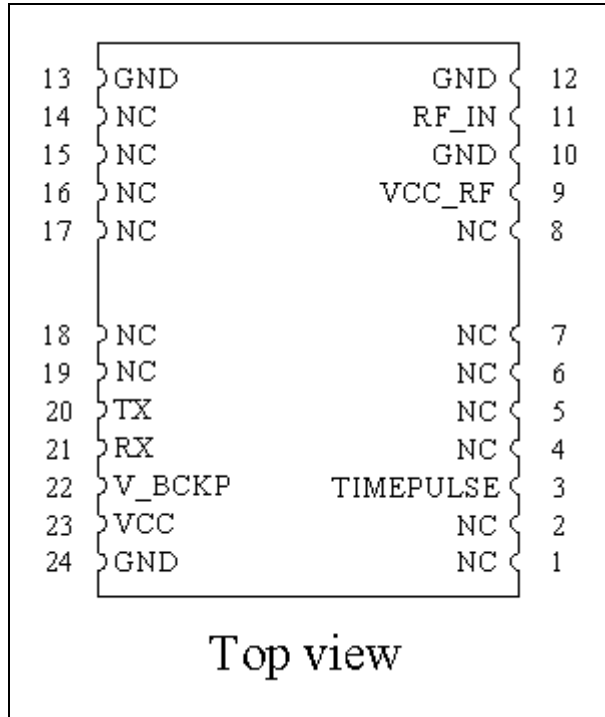 13 GND GND 12
14 NC RF_IN 11
15 NC GND 10
16 NC VCC_RF 9
17 NC NC 8
18 NC NC 7
19 NC NC 6
20 TX NC 5
21 RX NC 4
22 V_BCKP TIMEPULSE 3
23 VCC NC 2
24 GND NC 1
Top view